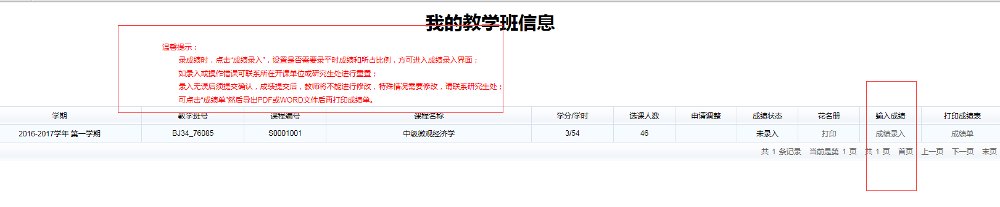 我的教学班信息
温馨提示：
录成绩时，点击“成绩录入”，设置是否需要录平时成绩和所占比例，方可进入成绩录入界面；
如录入或操作错误可联系所在开课单位或研究生处进行重置；
录入无误后须提交确认，成绩提交后，教师将不能进行修改，特殊情况需要修改，请联系研究生处；
可点击“成绩单”然后导出PDF或WORD文件后再打印成绩单。
学期 教学班号 课程编号 课程名称 学分/学时 选课人数 申请调整 成绩状态 花名册 输入成绩 打印成绩表
2016-2017学年 第一学期 BJ34_76085 S0001001 中级微观经济学 3/54 46 未录入 打印 成绩录入 成绩单
共 1 条记录 当前是第 1 页 共 1 页 首页 上一页 下一页 末页